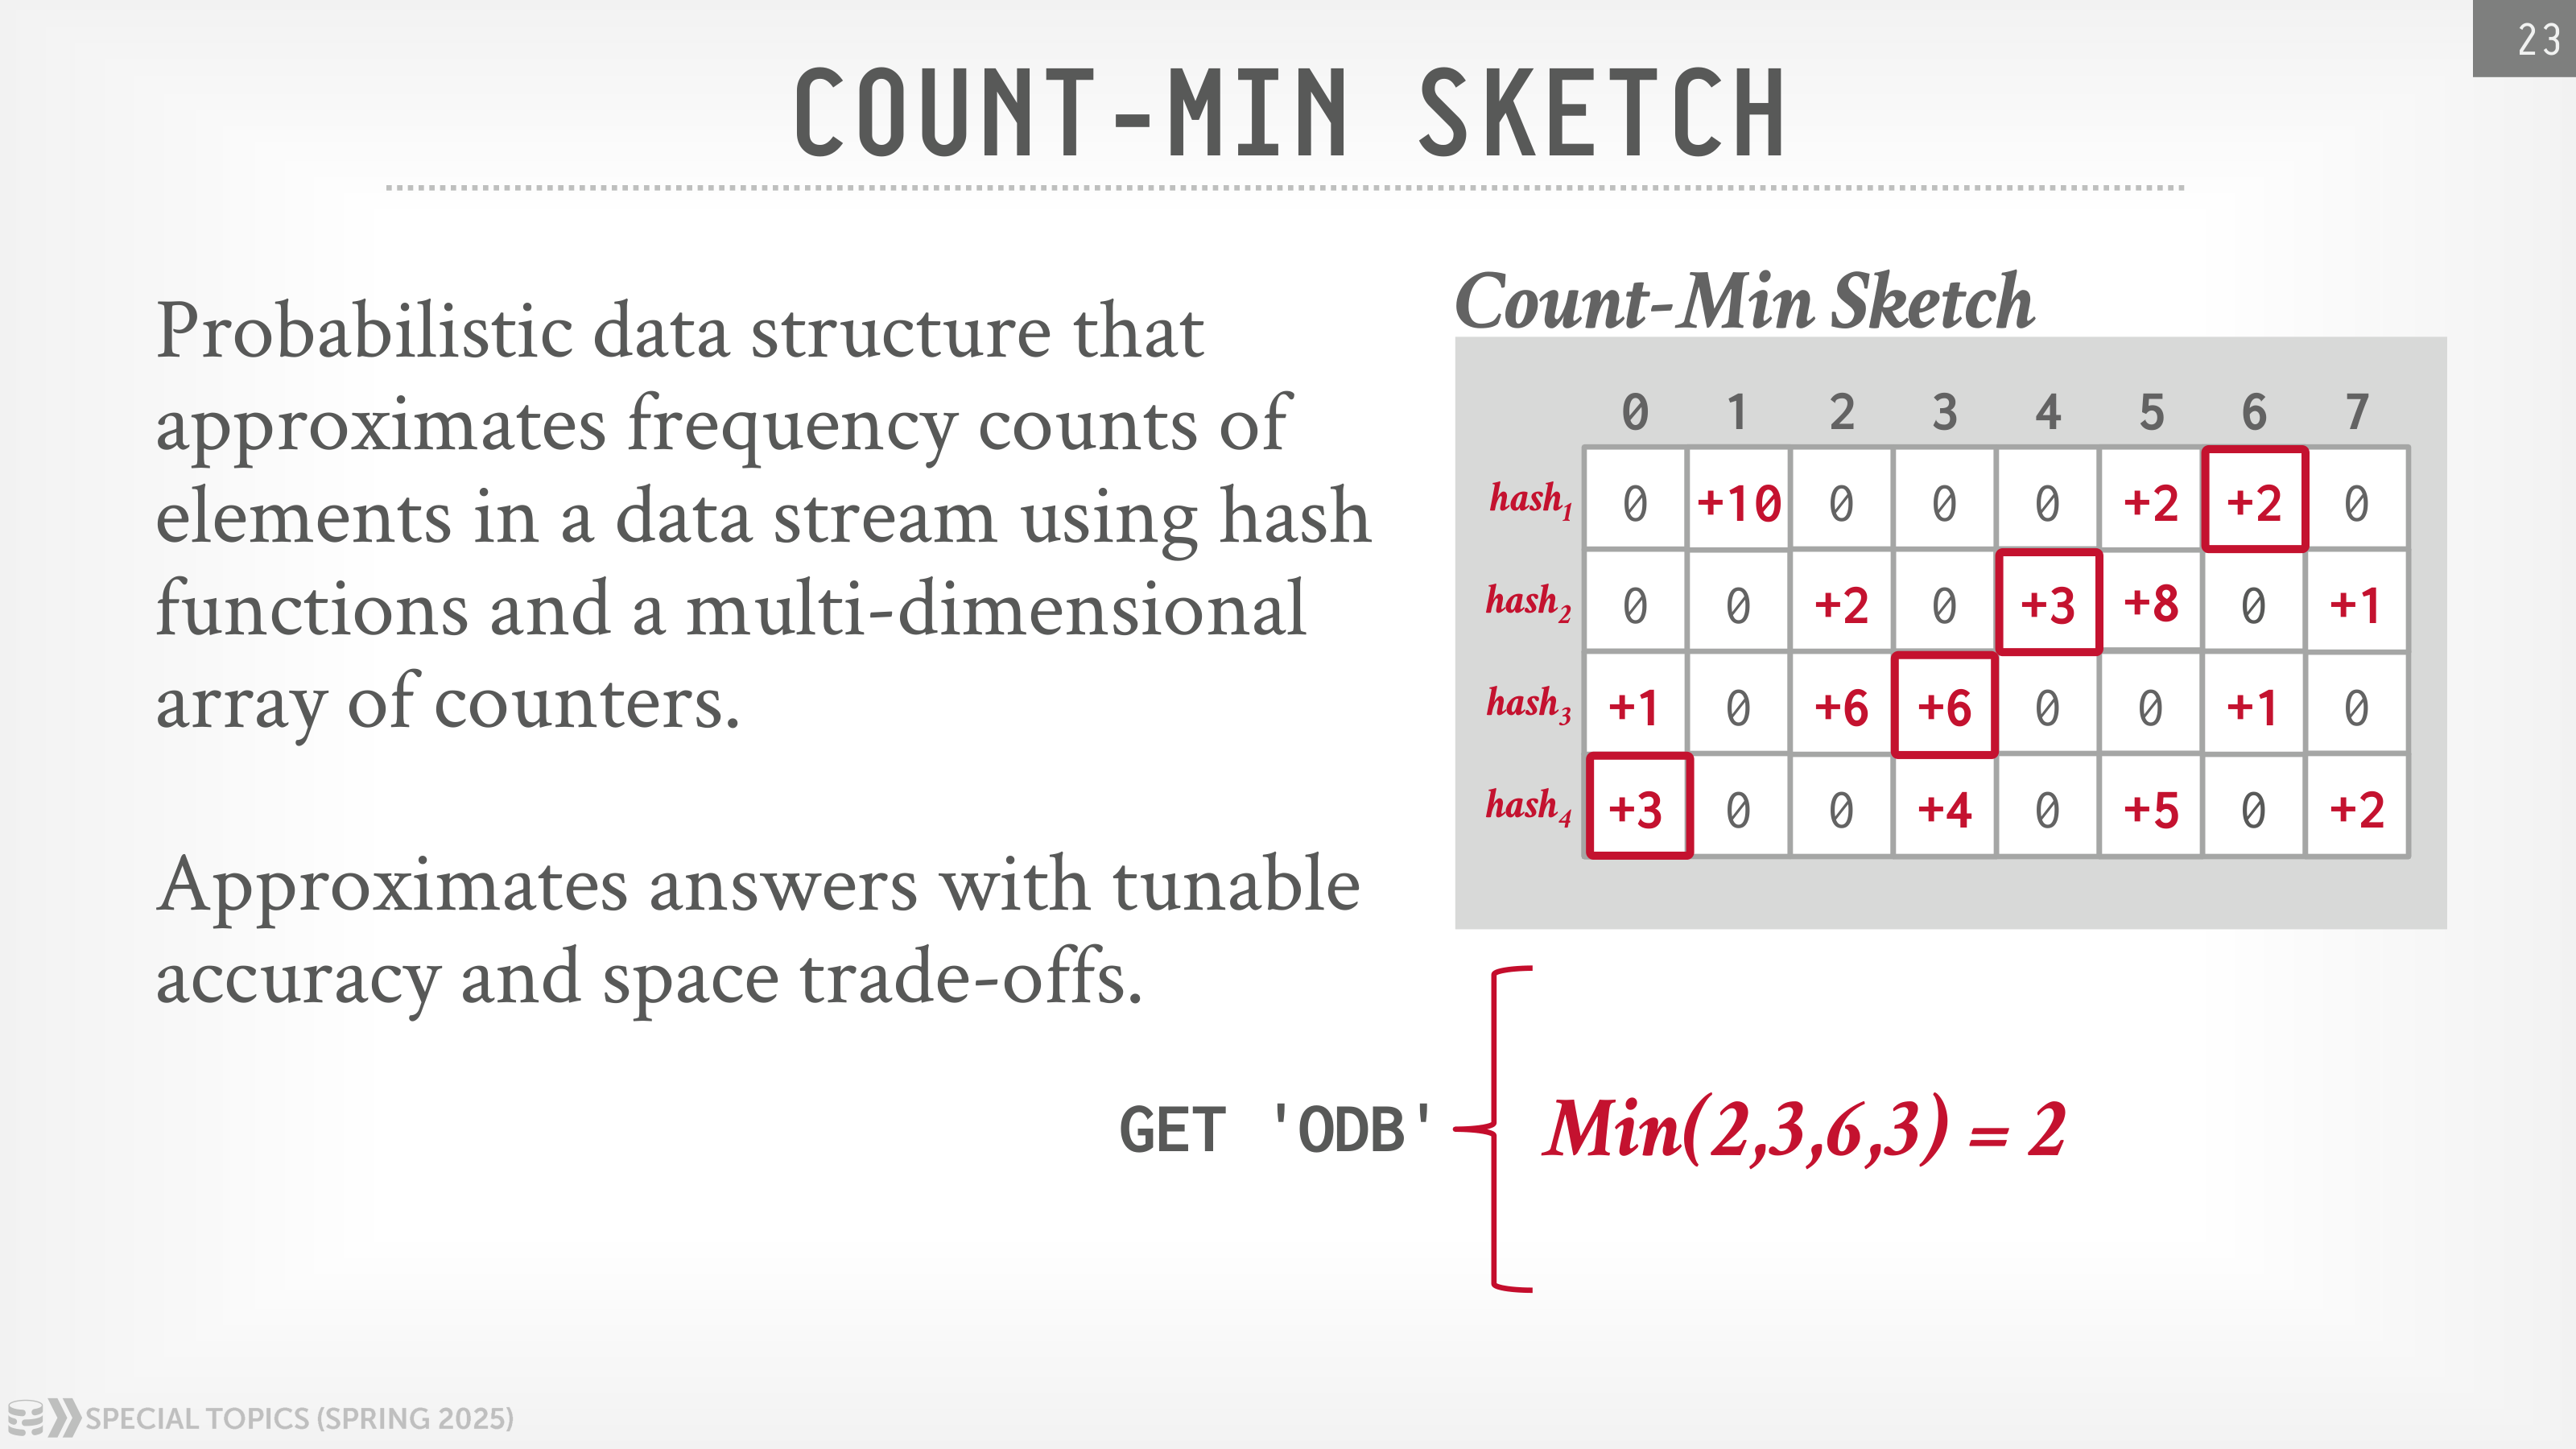 23
COUNT-MIN SKETCH
Probabilistic data structure that
approximates frequency counts of
elements in a data stream using hash
functions and a multi-dimensional
array of counters.
Approximates answers with tunable
accuracy and space trade-offs.
Count-Min Sketch
0 1 2 3 4 5 6 7
hash1 0 +10 0 0 0 +2 +2 0
hash2 0 0 +2 0 +3 +8 0 +1
hash3 +1 0 +6 +6 0 0 +1 0
hash4 +3 0 0 +4 0 +5 0 +2
GET 'ODB' Min(2,3,6,3) = 2
SPECIAL TOPICS (SPRING 2025)